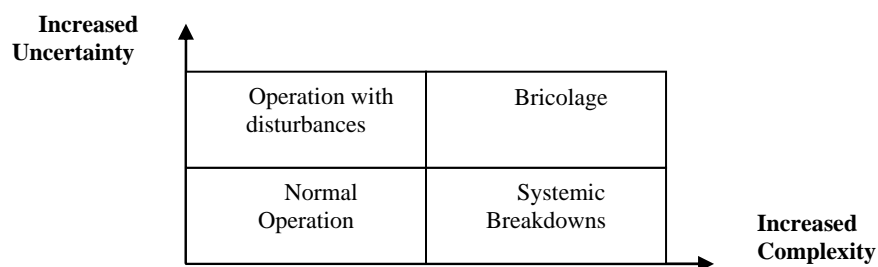 Increased
Uncertainty
Operation with
disturbances
Bricolage
Normal
Operation
Systemic
Breakdowns
Increased
Complexity